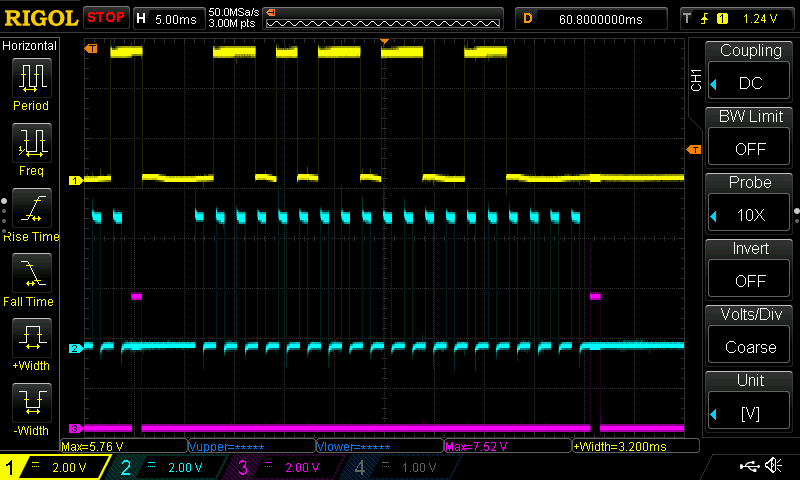 RIGOL STOP H 5.00ms 50.0MSa/s 3.00M pts D 60.8000000ms T 1 1.24 V
Horizontal
Period
Freq
Rise Time
Fall Time
+Width
-Width
T
1
2
3
T
CH1
Coupling
DC
BW Limit
OFF
Probe
10X
Invert
OFF
Volts/Div
Coarse
Unit
[V]
Max=5.76 V Vupper=***** Vlower=***** Max=7.52 V +Width=3.200ms
1 = 2.00 V 2 = 2.00 V 3 = 2.00 V 4 = 1.00 V